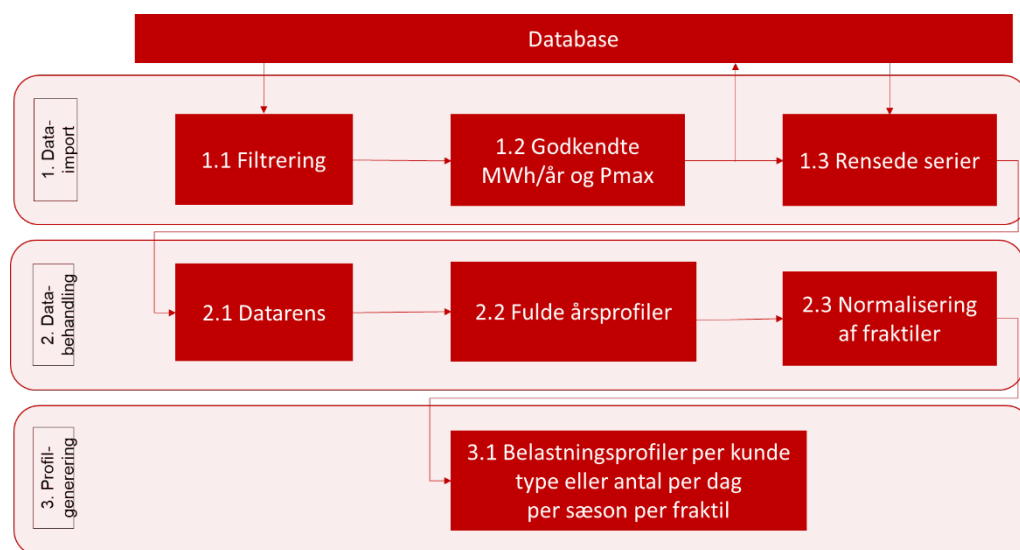 Database
1. Data-
import
1.1 Filtrering
1.2 Godkendte
MWh/år og Pmax
1.3 Rensede serier
2. Data-
behandling
2.1 Datarens
2.2 Fulde årsprofiler
2.3 Normalisering
af fraktiler
3. Profil-
generering
3.1 Belastningsprofiler per kunde
type eller antal per dag
per sæson per fraktil